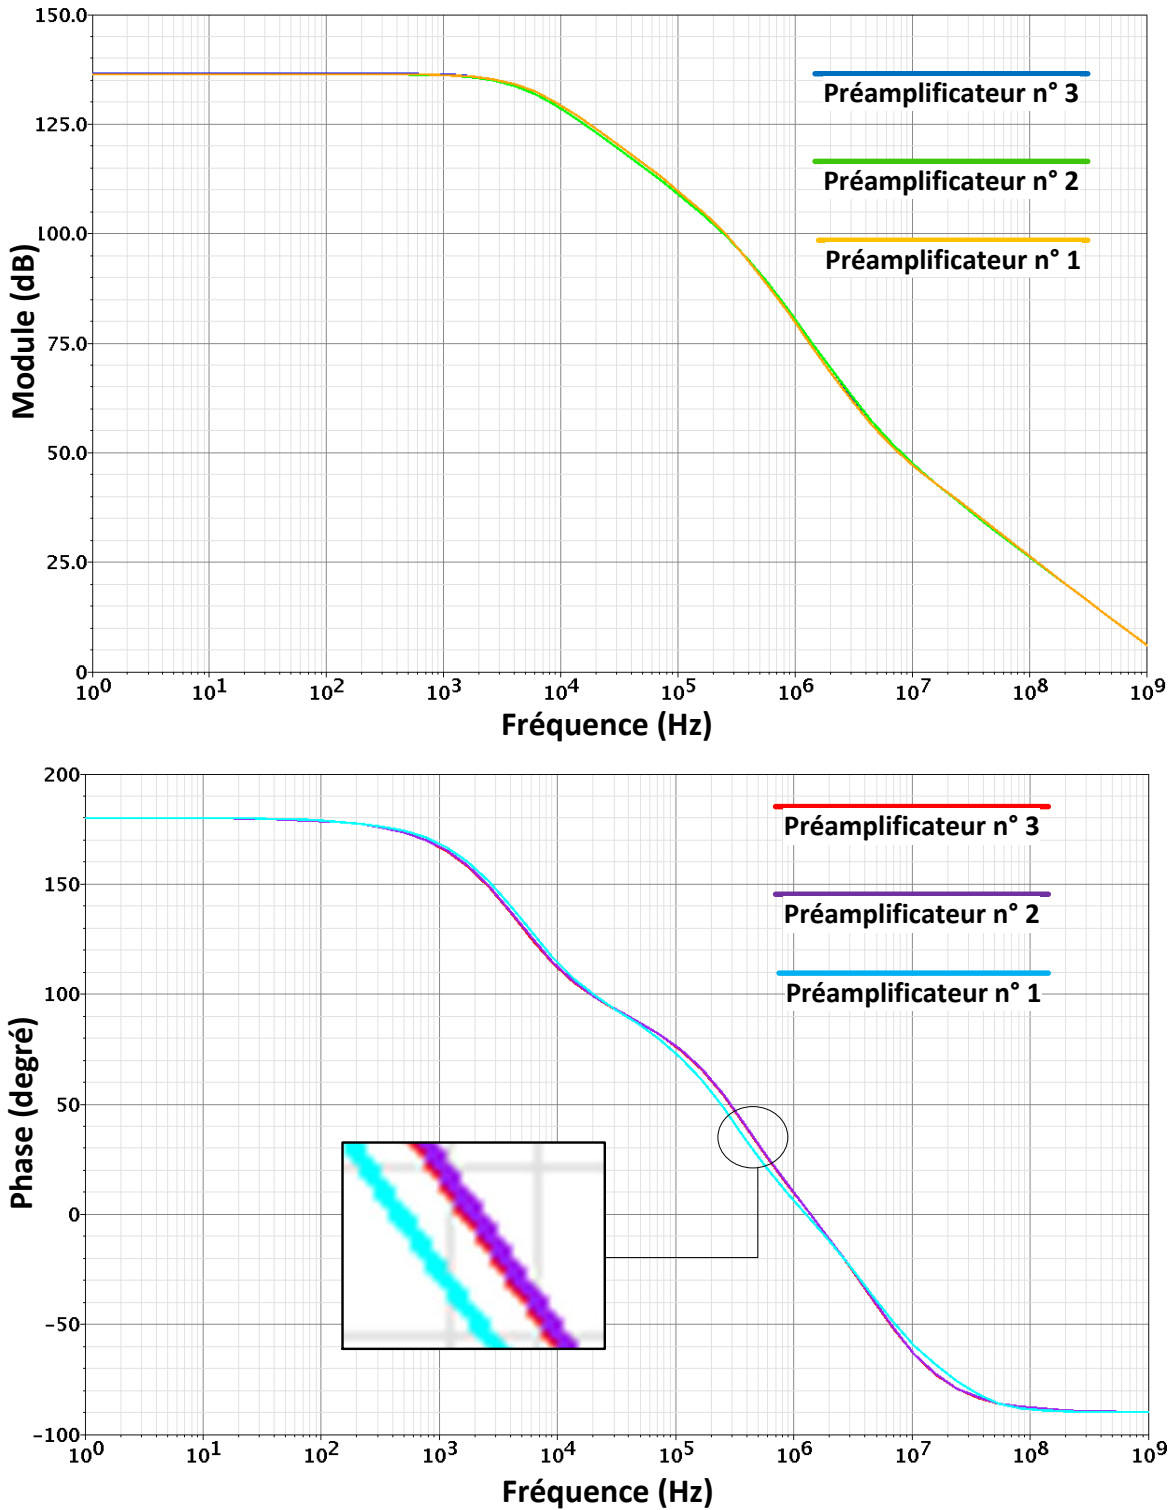 150.0
125.0
100.0
75.0
50.0
25.0
0
Module (dB)
Préamplificateur n° 3
Préamplificateur n° 2
Préamplificateur n° 1
10⁰ 10¹ 10² 10³ 10⁴ 10⁵ 10⁶ 10⁷ 10⁸ 10⁹
Fréquence (Hz)
200
150
100
50
0
−50
−100
Phase (degré)
Préamplificateur n° 3
Préamplificateur n° 2
Préamplificateur n° 1
10⁰ 10¹ 10² 10³ 10⁴ 10⁵ 10⁶ 10⁷ 10⁸ 10⁹
Fréquence (Hz)